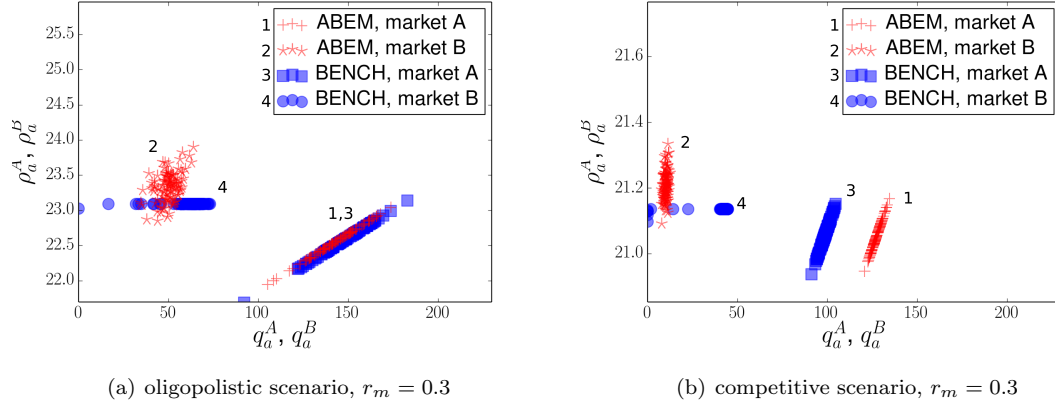 25.5
25.0
24.5
24.0
23.5
23.0
22.5
22.0
0
50
100
150
200
ρ_a^A, ρ_a^B
q_a^A, q_a^B
1 ABEM, market A
2 ABEM, market B
3 BENCH, market A
4 BENCH, market B
2
4
1,3
(a) oligopolistic scenario, r_m = 0.3
21.6
21.4
21.2
21.0
0
50
100
150
200
ρ_a^A, ρ_a^B
q_a^A, q_a^B
1 ABEM, market A
2 ABEM, market B
3 BENCH, market A
4 BENCH, market B
2
4
3
1
(b) competitive scenario, r_m = 0.3